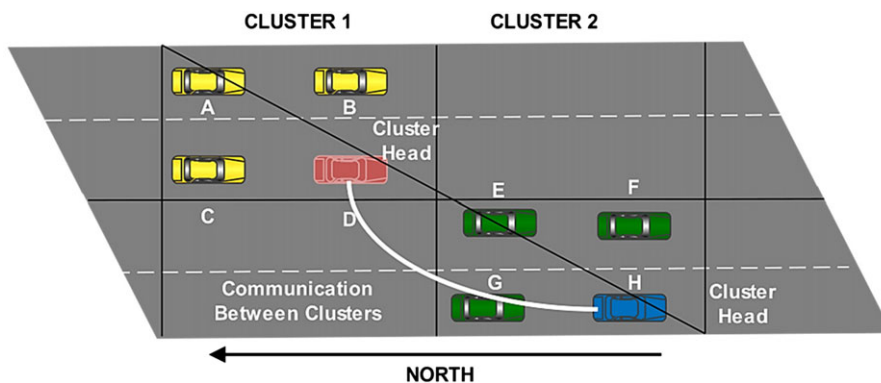 CLUSTER 1
CLUSTER 2
A
B
Cluster
Head
C
D
E
F
G
H
Communication
Between Clusters
Cluster
Head
NORTH